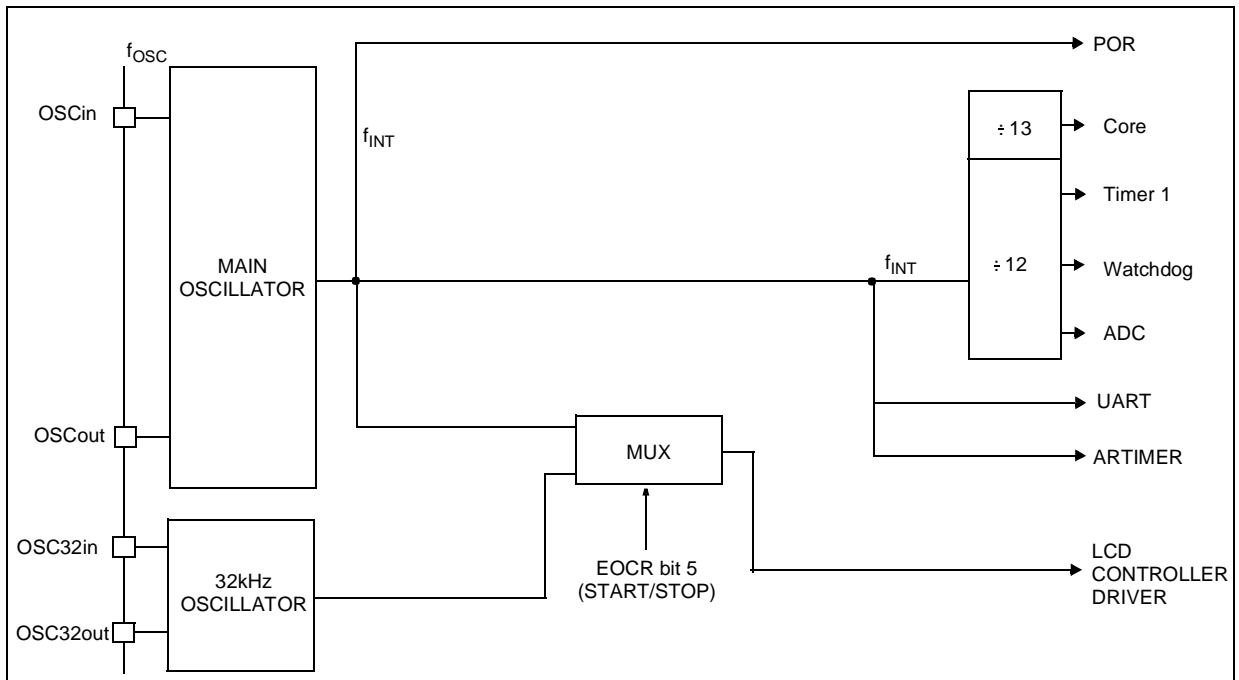 fOSC
POR
OSCin
÷13
Core
fINT
Timer 1
MAIN
OSCILLATOR
fINT
÷12
Watchdog
ADC
UART
OSCout
MUX
ARTIMER
OSC32in
32kHz
OSCILLATOR
EOCR bit 5
(START/STOP)
LCD
CONTROLLER
DRIVER
OSC32out